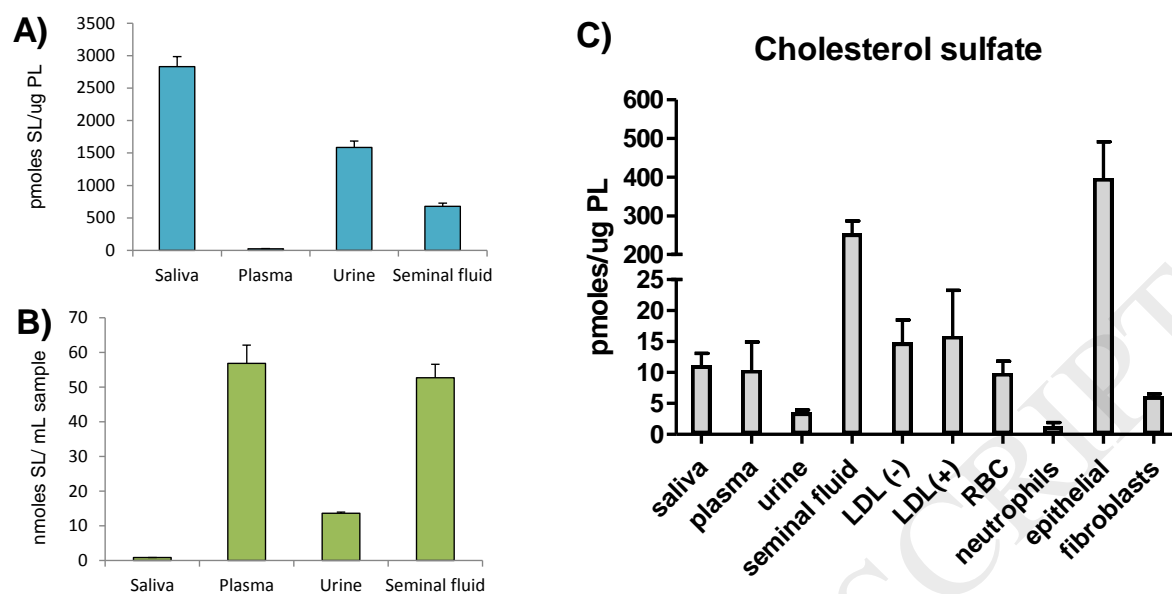 A)
pmoles SL/ug PL
3500
3000
2500
2000
1500
1000
500
0
Saliva Plasma Urine Seminal fluid
B)
nmoles SL/ mL sample
70
60
50
40
30
20
10
0
Saliva Plasma Urine Seminal fluid
C)
Cholesterol sulfate
pmoles/ug PL
600
500
400
300
200
25
20
15
10
5
0
saliva
plasma
urine
seminal fluid
LDL (-)
LDL(+)
RBC
neutrophils
epithelial
fibroblasts
SCRIPT